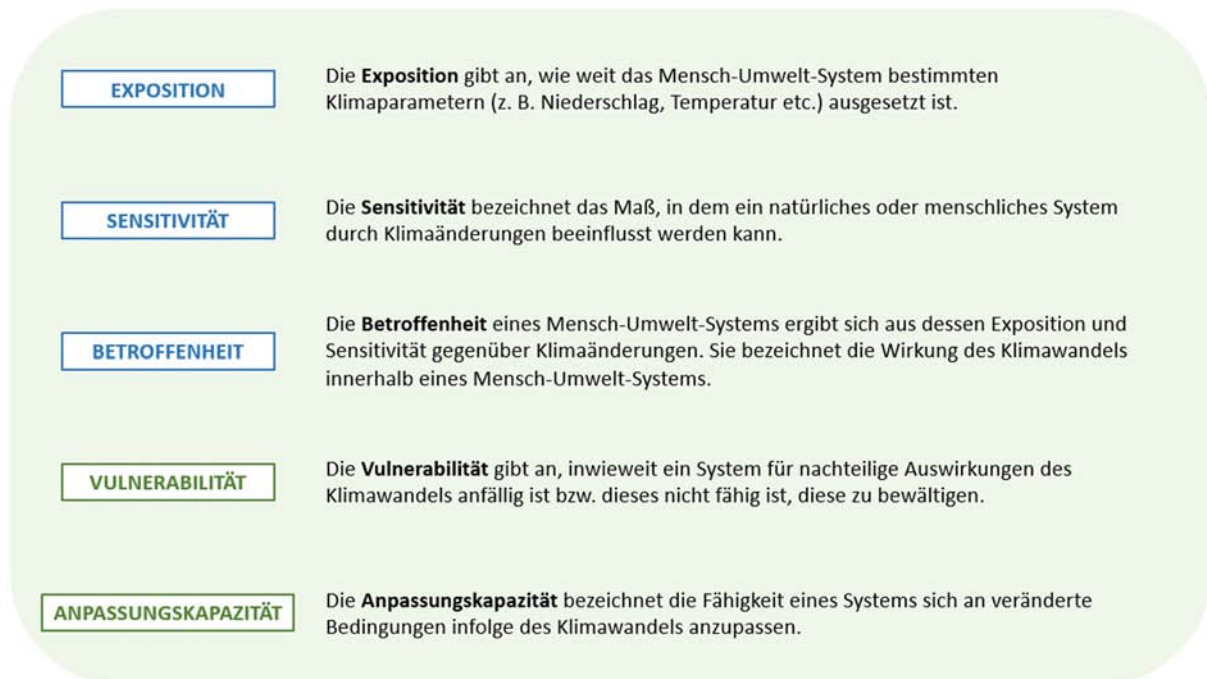 EXPOSITION
Die Exposition gibt an, wie weit das Mensch-Umwelt-System bestimmten
Klimaparametern (z. B. Niederschlag, Temperatur etc.) ausgesetzt ist.
SENSITIVITÄT
Die Sensitivität bezeichnet das Maß, in dem ein natürliches oder menschliches System
durch Klimaänderungen beeinflusst werden kann.
BETROFFENHEIT
Die Betroffenheit eines Mensch-Umwelt-Systems ergibt sich aus dessen Exposition und
Sensitivität gegenüber Klimaänderungen. Sie bezeichnet die Wirkung des Klimawandels
innerhalb eines Mensch-Umwelt-Systems.
VULNERABILITÄT
Die Vulnerabilität gibt an, inwieweit ein System für nachteilige Auswirkungen des
Klimawandels anfällig ist bzw. dieses nicht fähig ist, diese zu bewältigen.
ANPASSUNGSKAPAZITÄT
Die Anpassungskapazität bezeichnet die Fähigkeit eines Systems sich an veränderte
Bedingungen infolge des Klimawandels anzupassen.